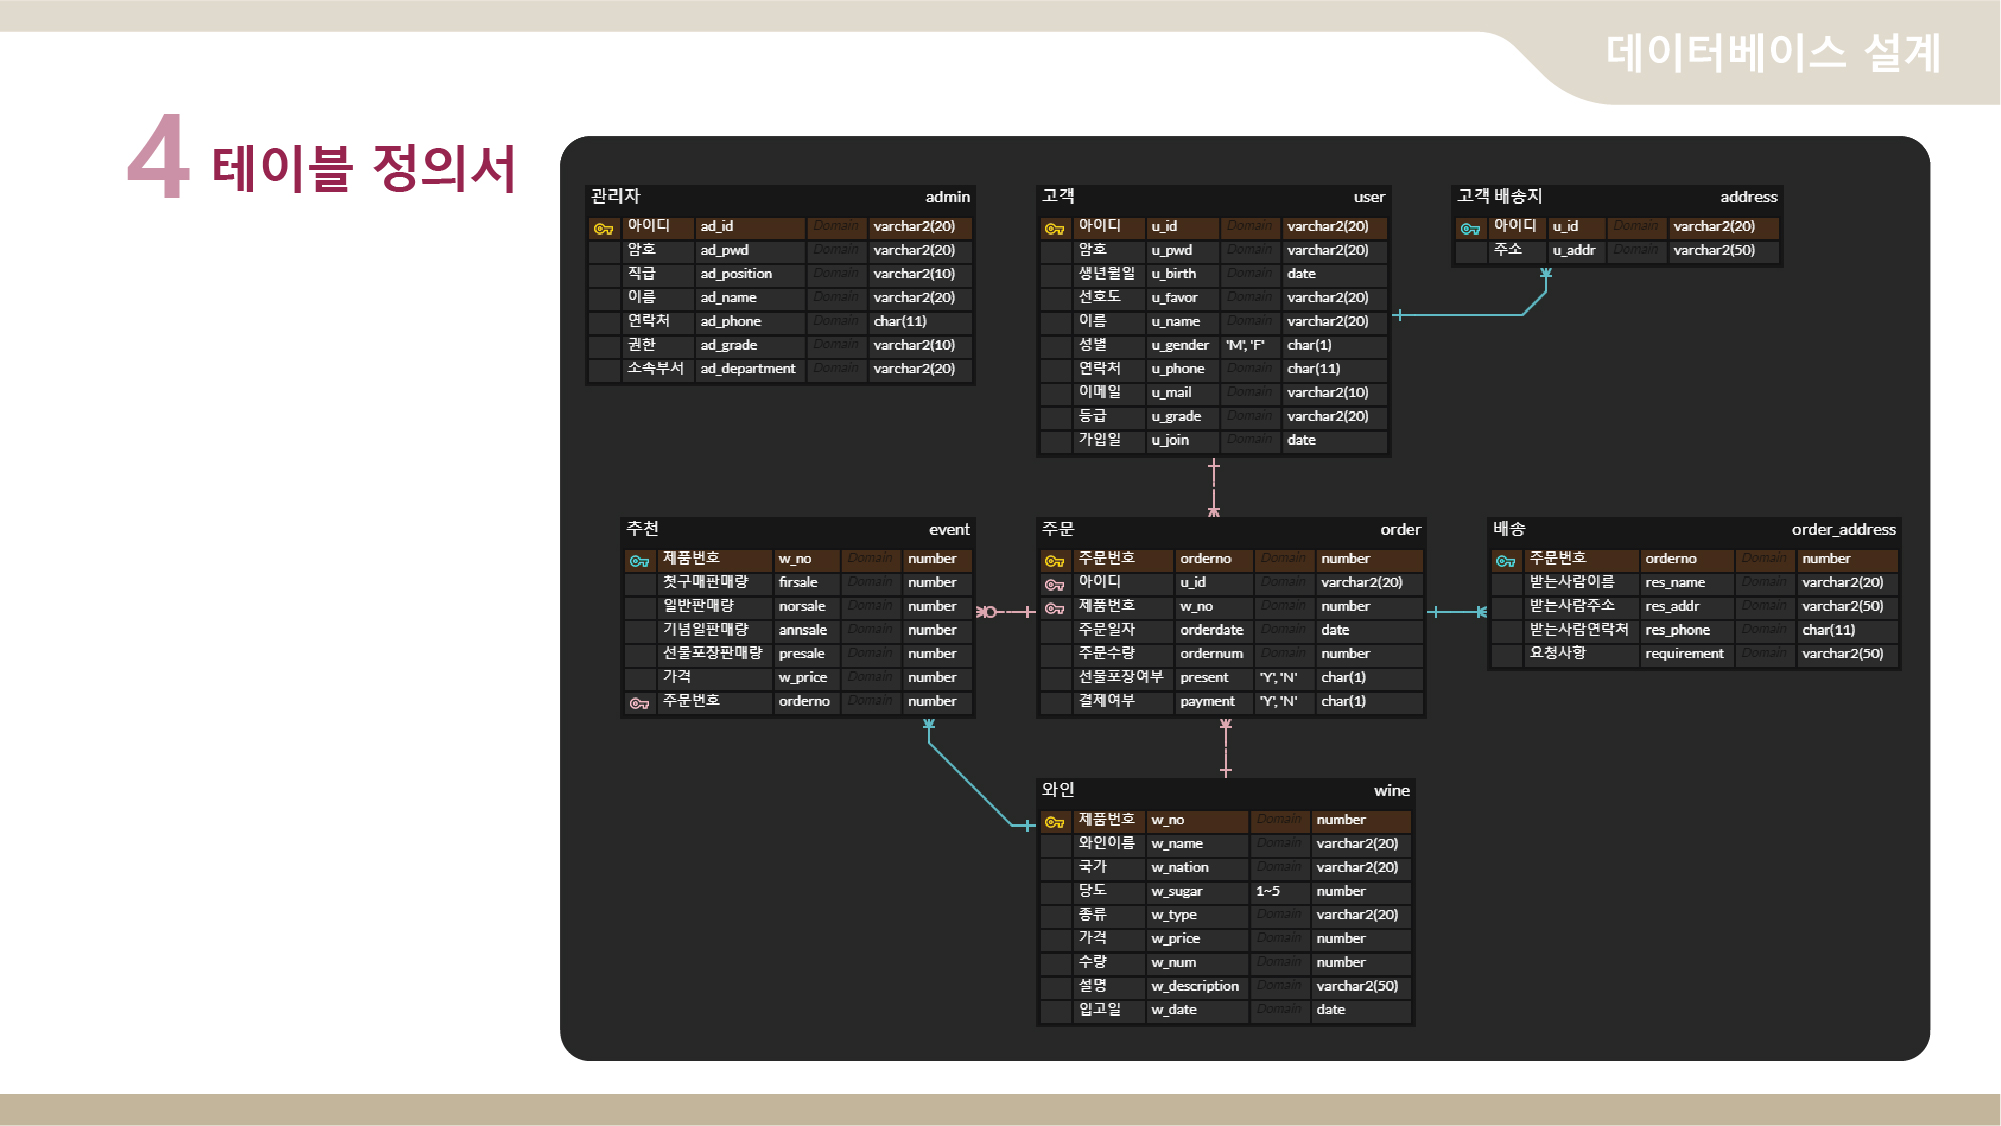 데이터베이스 설계
4 테이블 정의서
관리자 admin
아이디 ad_id Domain varchar2(20)
암호 ad_pwd Domain varchar2(20)
직급 ad_position Domain varchar2(10)
이름 ad_name Domain varchar2(20)
연락처 ad_phone Domain char(11)
권한 ad_grade Domain varchar2(10)
소속부서 ad_department Domain varchar2(20)
고객 user
아이디 u_id Domain varchar2(20)
암호 u_pwd Domain varchar2(20)
생년월일 u_birth Domain date
선호도 u_favor Domain varchar2(20)
이름 u_name Domain varchar2(20)
성별 u_gender 'M', 'F' char(1)
연락처 u_phone Domain char(11)
이메일 u_mail Domain varchar2(10)
등급 u_grade Domain varchar2(20)
가입일 u_join Domain date
고객 배송지 address
아이디 u_id Domain varchar2(20)
주소 u_addr Domain varchar2(50)
추천 event
제품번호 w_no Domain number
첫구매판매량 firsale Domain number
일반판매량 norsale Domain number
기념일판매량 annsale Domain number
선물포장판매량 presale Domain number
가격 w_price Domain number
주문번호 orderno Domain number
주문 order
주문번호 orderno Domain number
아이디 u_id Domain varchar2(20)
제품번호 w_no Domain number
주문일자 orderdate Domain date
주문수량 ordernum Domain number
선물포장여부 present 'Y', 'N' char(1)
결제여부 payment 'Y', 'N' char(1)
배송 order_address
주문번호 orderno Domain number
받는사람이름 res_name Domain varchar2(20)
받는사람주소 res_addr Domain varchar2(50)
받는사람연락처 res_phone Domain char(11)
요청사항 requirement Domain varchar2(50)
와인 wine
제품번호 w_no Domain number
와인이름 w_name Domain varchar2(20)
국가 w_nation Domain varchar2(20)
당도 w_sugar 1~5 number
종류 w_type Domain varchar2(20)
가격 w_price Domain number
수량 w_num Domain number
설명 w_description Domain varchar2(50)
입고일 w_date Domain date